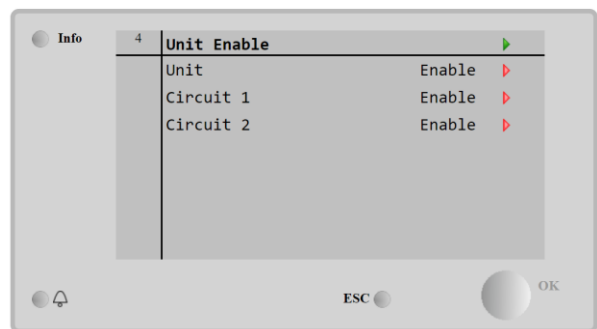 Info
4 Unit Enable
Unit Enable
Circuit 1 Enable
Circuit 2 Enable
ESC
OK